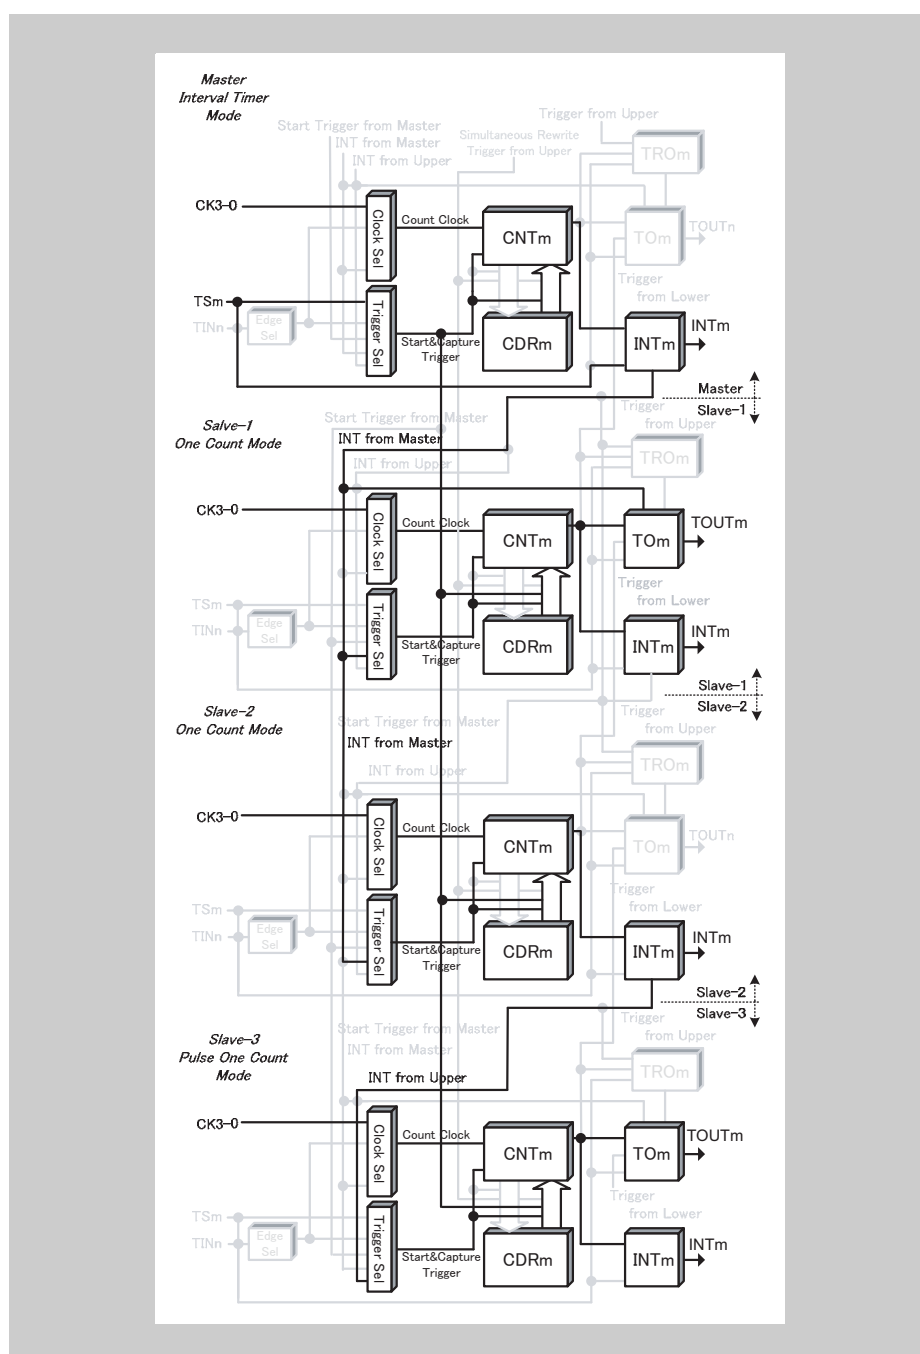 Master
Interval Timer
Mode
Trigger from Upper
Start Trigger from Master
INT from Master
INT from Upper
Simultaneous Rewrite
Trigger from Upper
TROm
CK3-0
Clock Sel
Count Clock
CNTm
TOm
TOUTn
Trigger
from Lower
TSm
TINn
Edge
Sel
Trigger Sel
Start&Capture
Trigger
CDRm
INTm
INTm
Master
Slave-1
Salve-1
One Count Mode
Start Trigger from Master
INT from Master
INT from Upper
Trigger
from Upper
TROm
CK3-0
Clock Sel
Count Clock
CNTm
TOm
TOUTm
Trigger
from Lower
TSm
TINn
Edge
Sel
Trigger Sel
Start&Capture
Trigger
CDRm
INTm
INTm
Slave-1
Slave-2
Slave-2
One Count Mode
Start Trigger from Master
INT from Master
INT from Upper
Trigger
from Upper
TROm
CK3-0
Clock Sel
Count Clock
CNTm
TOm
TOUTn
Trigger
from Lower
TSm
TINn
Edge
Sel
Trigger Sel
Start&Capture
Trigger
CDRm
INTm
INTm
Slave-2
Slave-3
Slave-3
Pulse One Count
Mode
Start Trigger from Master
INT from Master
INT from Upper
Trigger
from Upper
TROm
CK3-0
Clock Sel
Count Clock
CNTm
TOm
TOUTm
Trigger
from Lower
TSm
TINn
Edge
Sel
Trigger Sel
Start&Capture
Trigger
CDRm
INTm
INTm